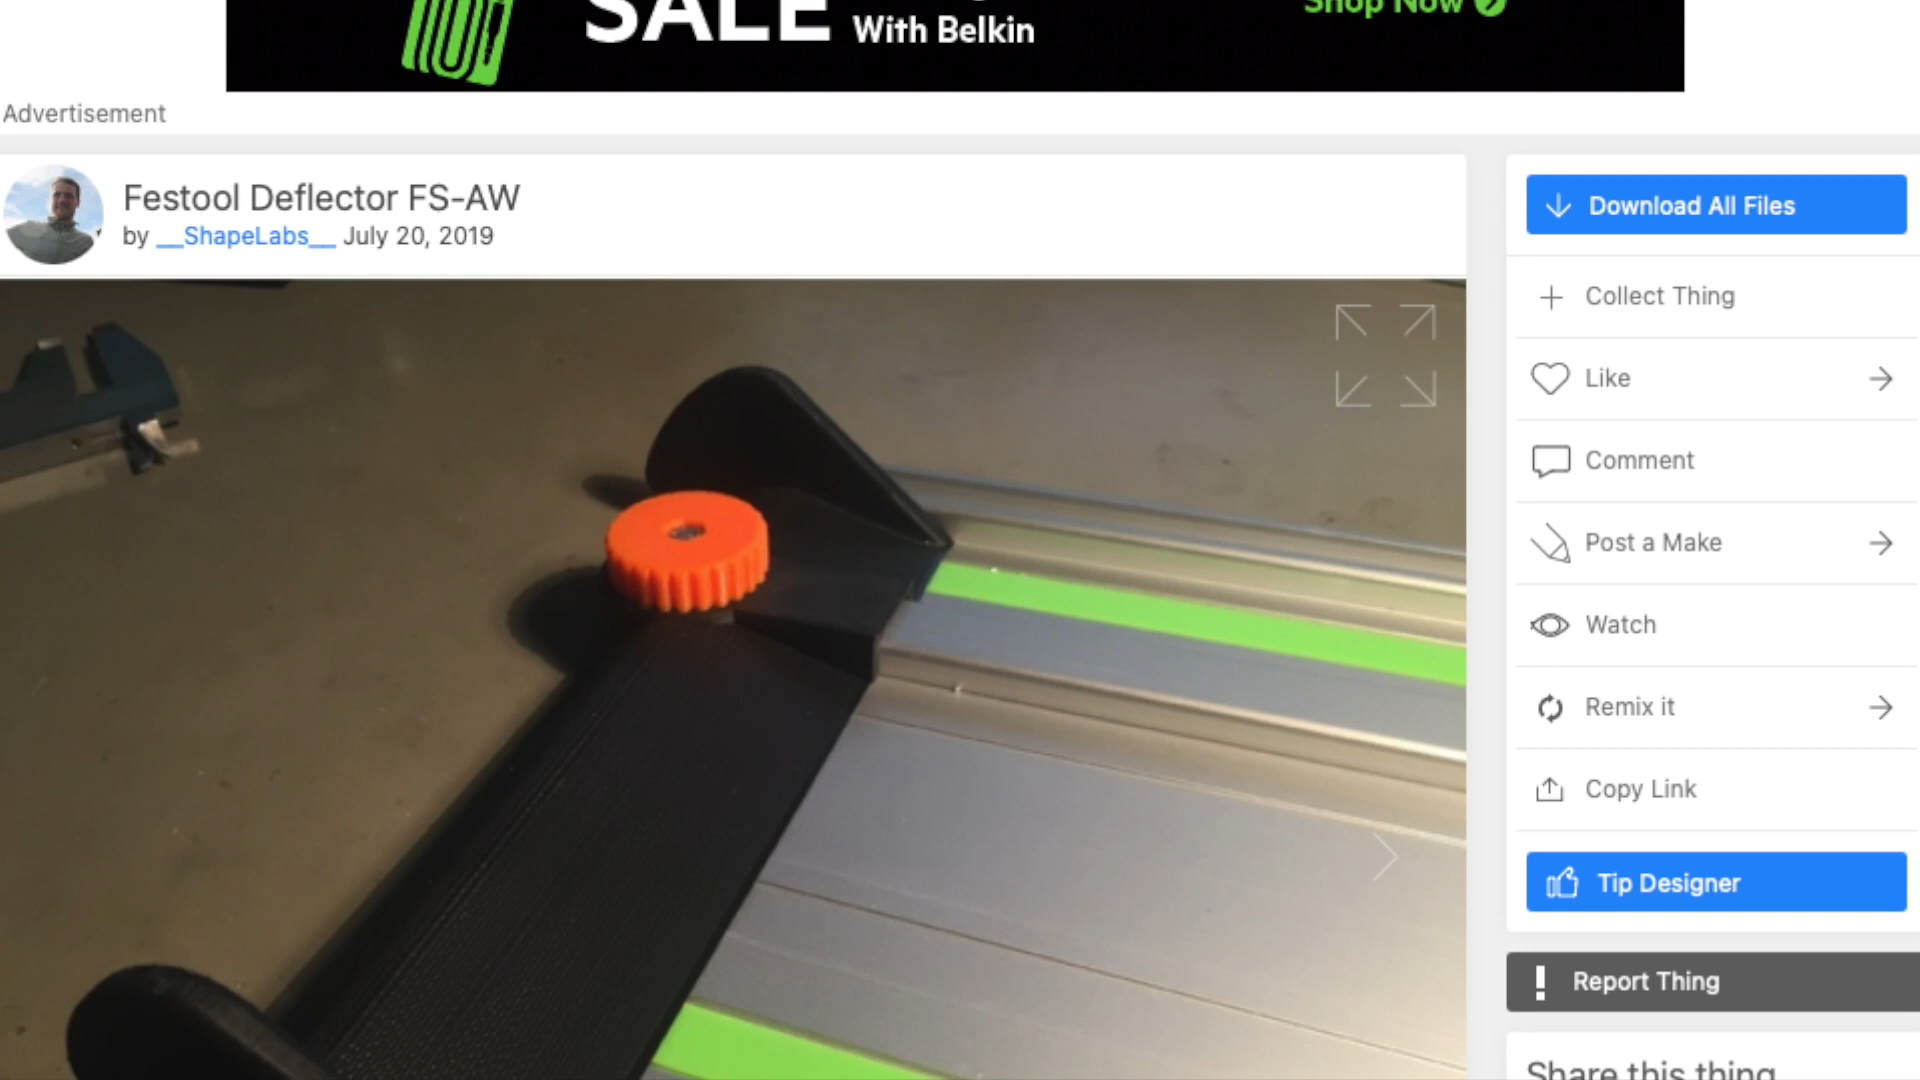 SALE With Belkin
Shop Now
Advertisement
Festool Deflector FS-AW
by __ShapeLabs__ July 20, 2019
Download All Files
Collect Thing
Like
Comment
Post a Make
Watch
Remix it
Copy Link
Tip Designer
Report Thing
Share this thing